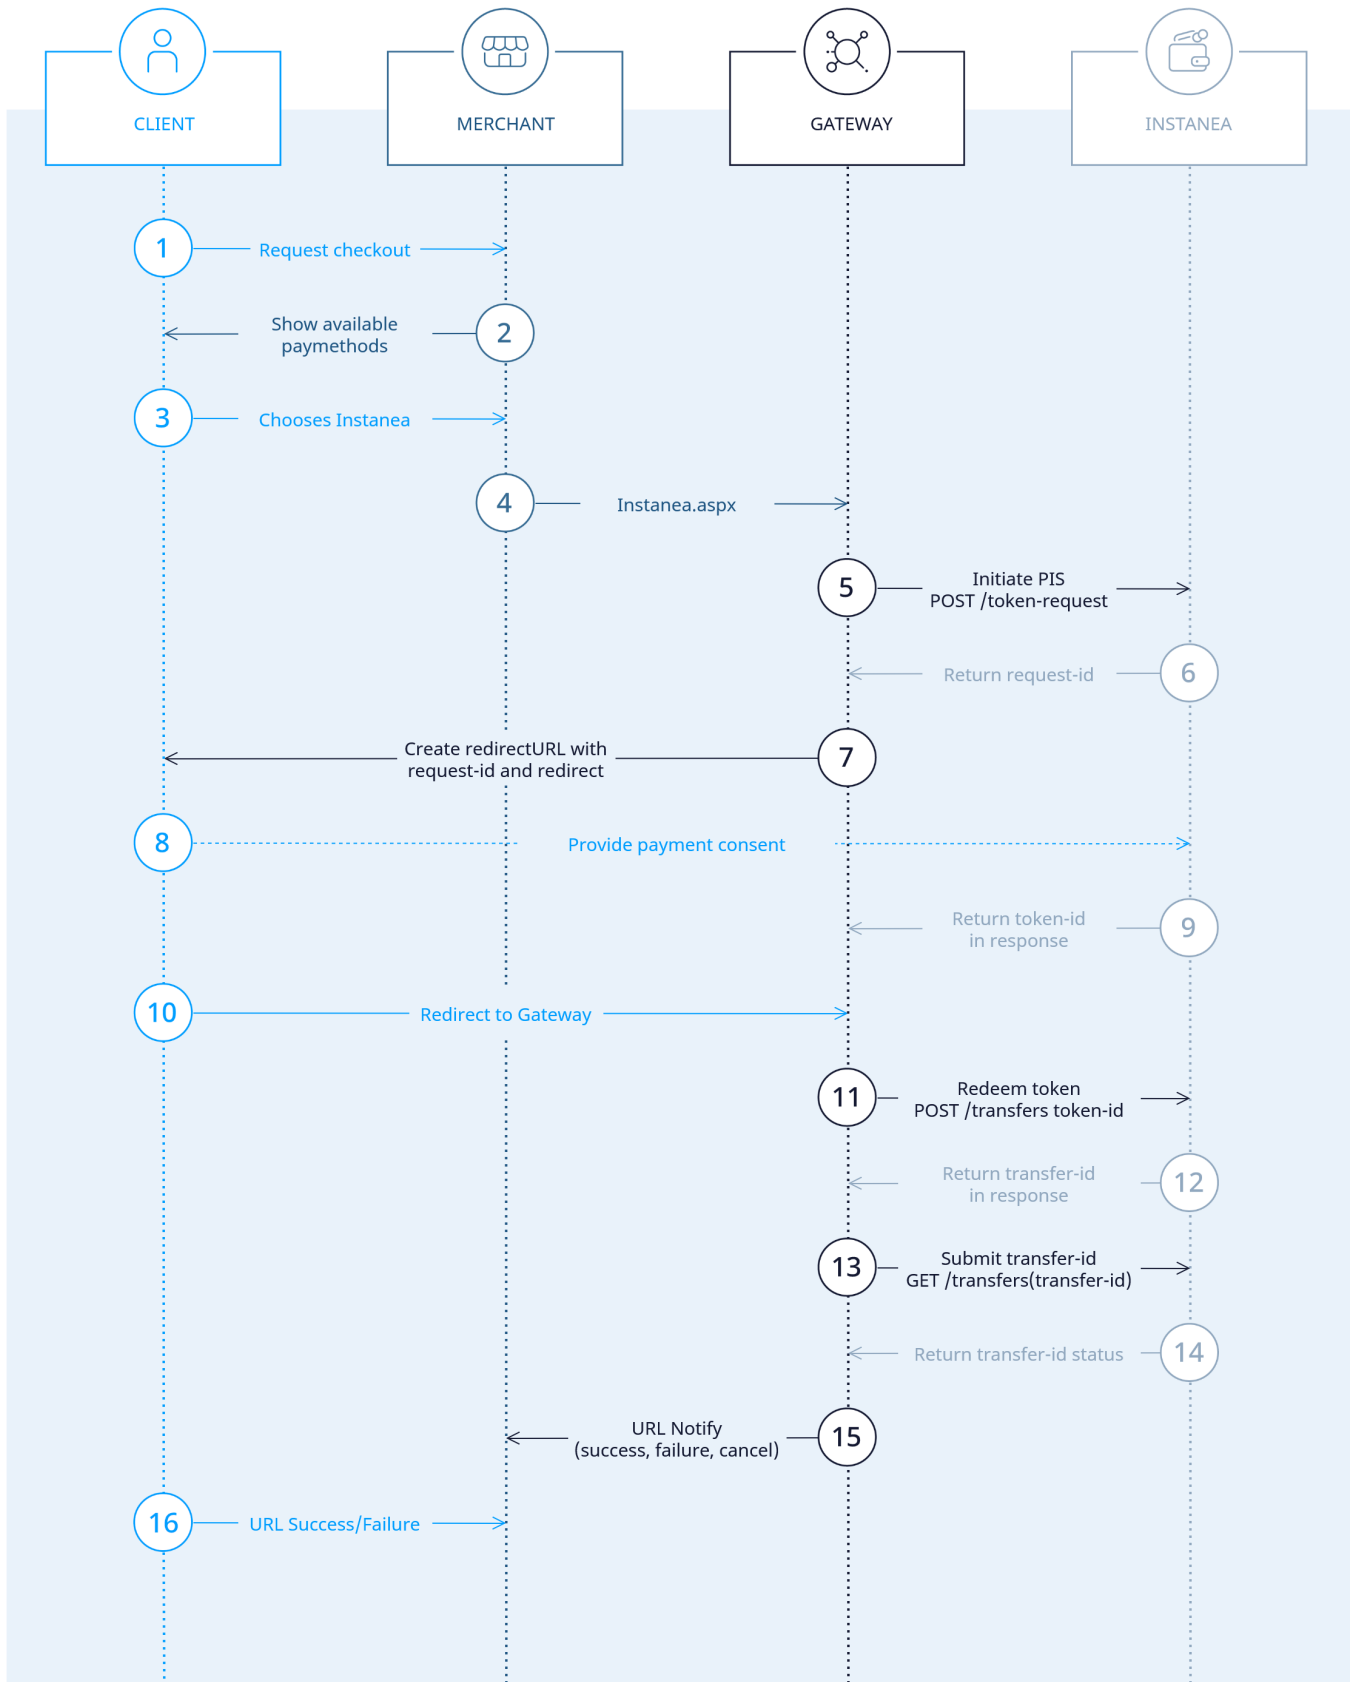 CLIENT
MERCHANT
GATEWAY
INSTANEA
1
Request checkout
Show available
paymethods
2
3
Chooses Instanea
4
Instanea.aspx
5
Initiate PIS
POST /token-request
Return request-id
6
Create redirectURL with
request-id and redirect
7
8
Provide payment consent
Return token-id
in response
9
10
Redirect to Gateway
11
Redeem token
POST /transfers token-id
Return transfer-id
in response
12
13
Submit transfer-id
GET /transfers(transfer-id)
Return transfer-id status
14
URL Notify
(success, failure, cancel)
15
16
URL Success/Failure